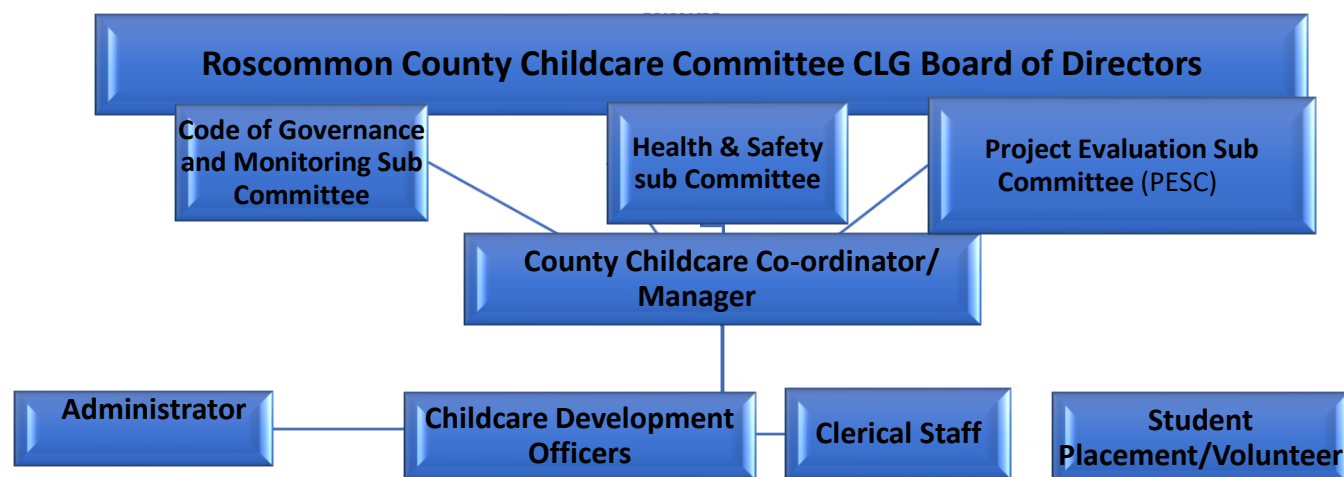 Roscommon County Childcare Committee CLG Board of Directors
Code of Governance
and Monitoring Sub
Committee
Health & Safety
sub Committee
Project Evaluation Sub
Committee (PESC)
County Childcare Co-ordinator/
Manager
Administrator
Childcare Development
Officers
Clerical Staff
Student
Placement/Volunteer